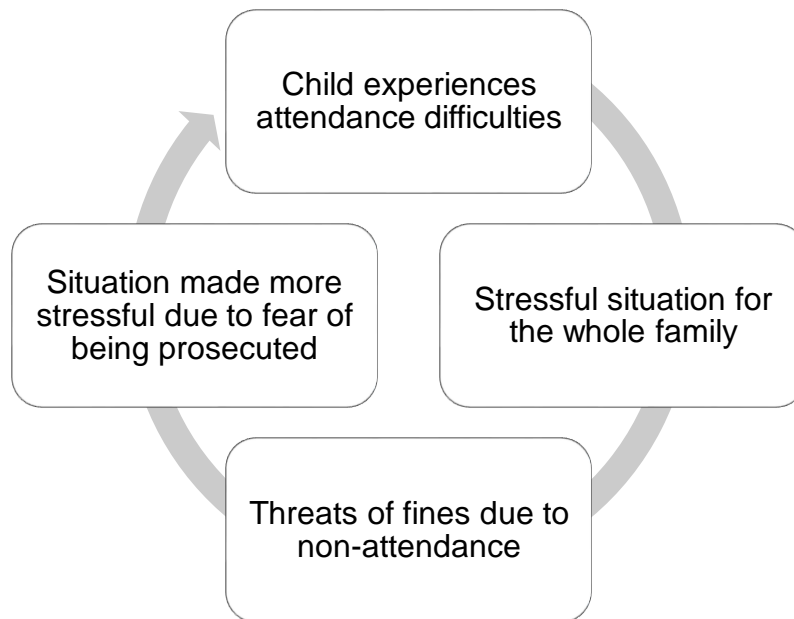 Child experiences
attendance difficulties
Stressful situation for
the whole family
Threats of fines due to
non-attendance
Situation made more
stressful due to fear of
being prosecuted